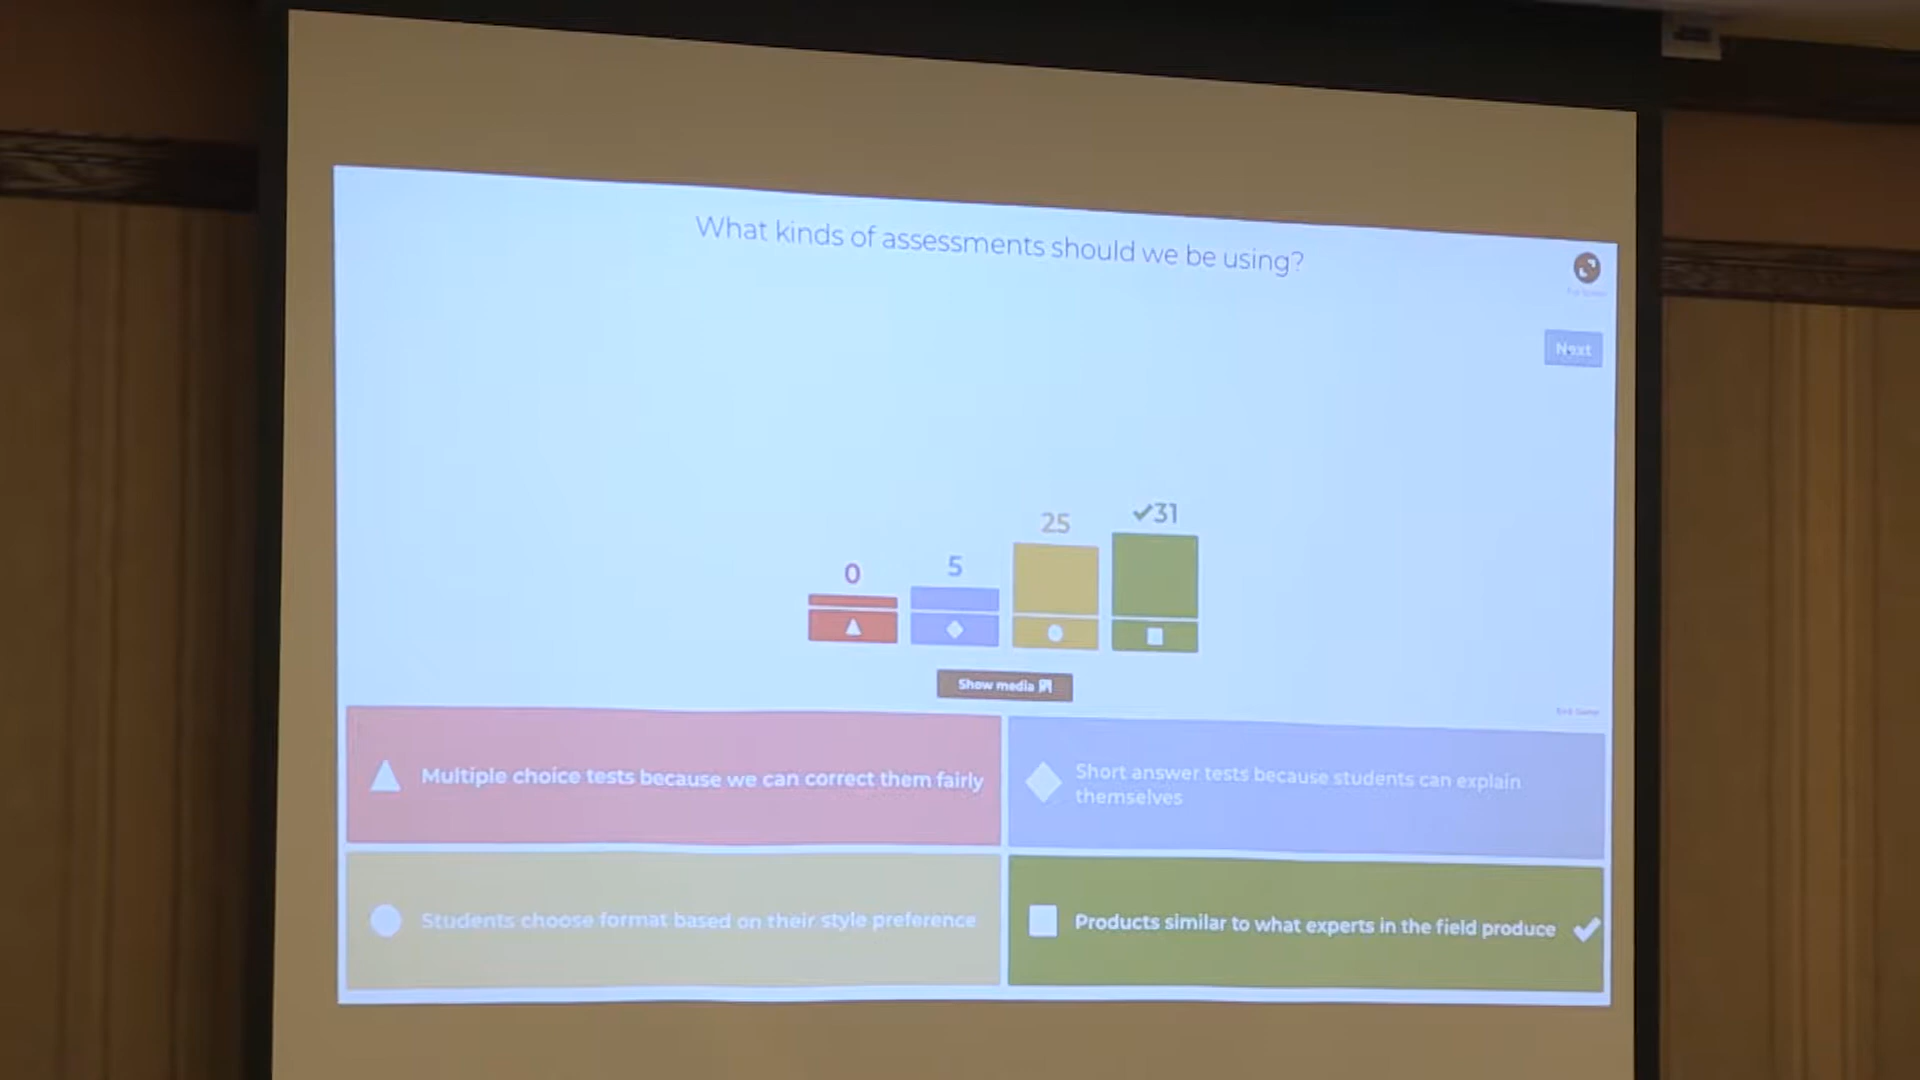 What kinds of assessments should we be using?
Next
0
5
25
✔31
Show media
Multiple choice tests because we can correct them fairly
Short answer tests because students can explain
themselves
Students choose format based on their style preference
Products similar to what experts in the field produce